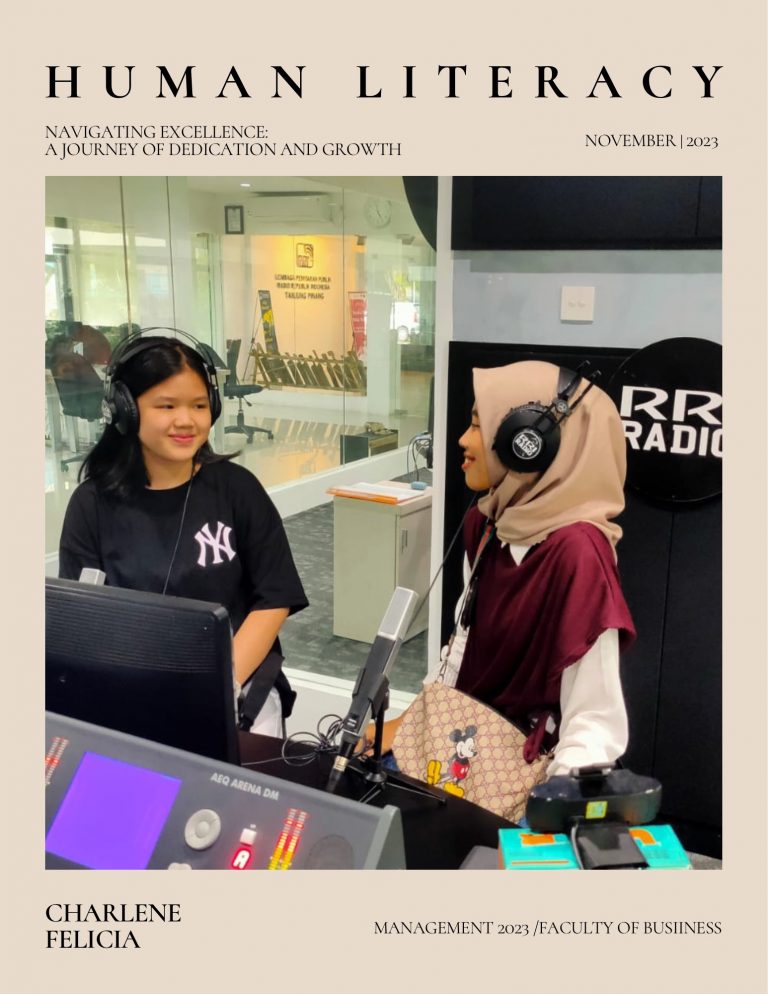 HUMAN LITERACY
NAVIGATING EXCELLENCE:
A JOURNEY OF DEDICATION AND GROWTH
NOVEMBER | 2023
RRI
LEMBAGA PENYIARAN PUBLIK
RADIO REPUBLIK INDONESIA
TANJUNG PINANG
NY
RR
RADIO
AEQ ARENA DM
A
CHARLENE
FELICIA
MANAGEMENT 2023 /FACULTY OF BUSIINESS